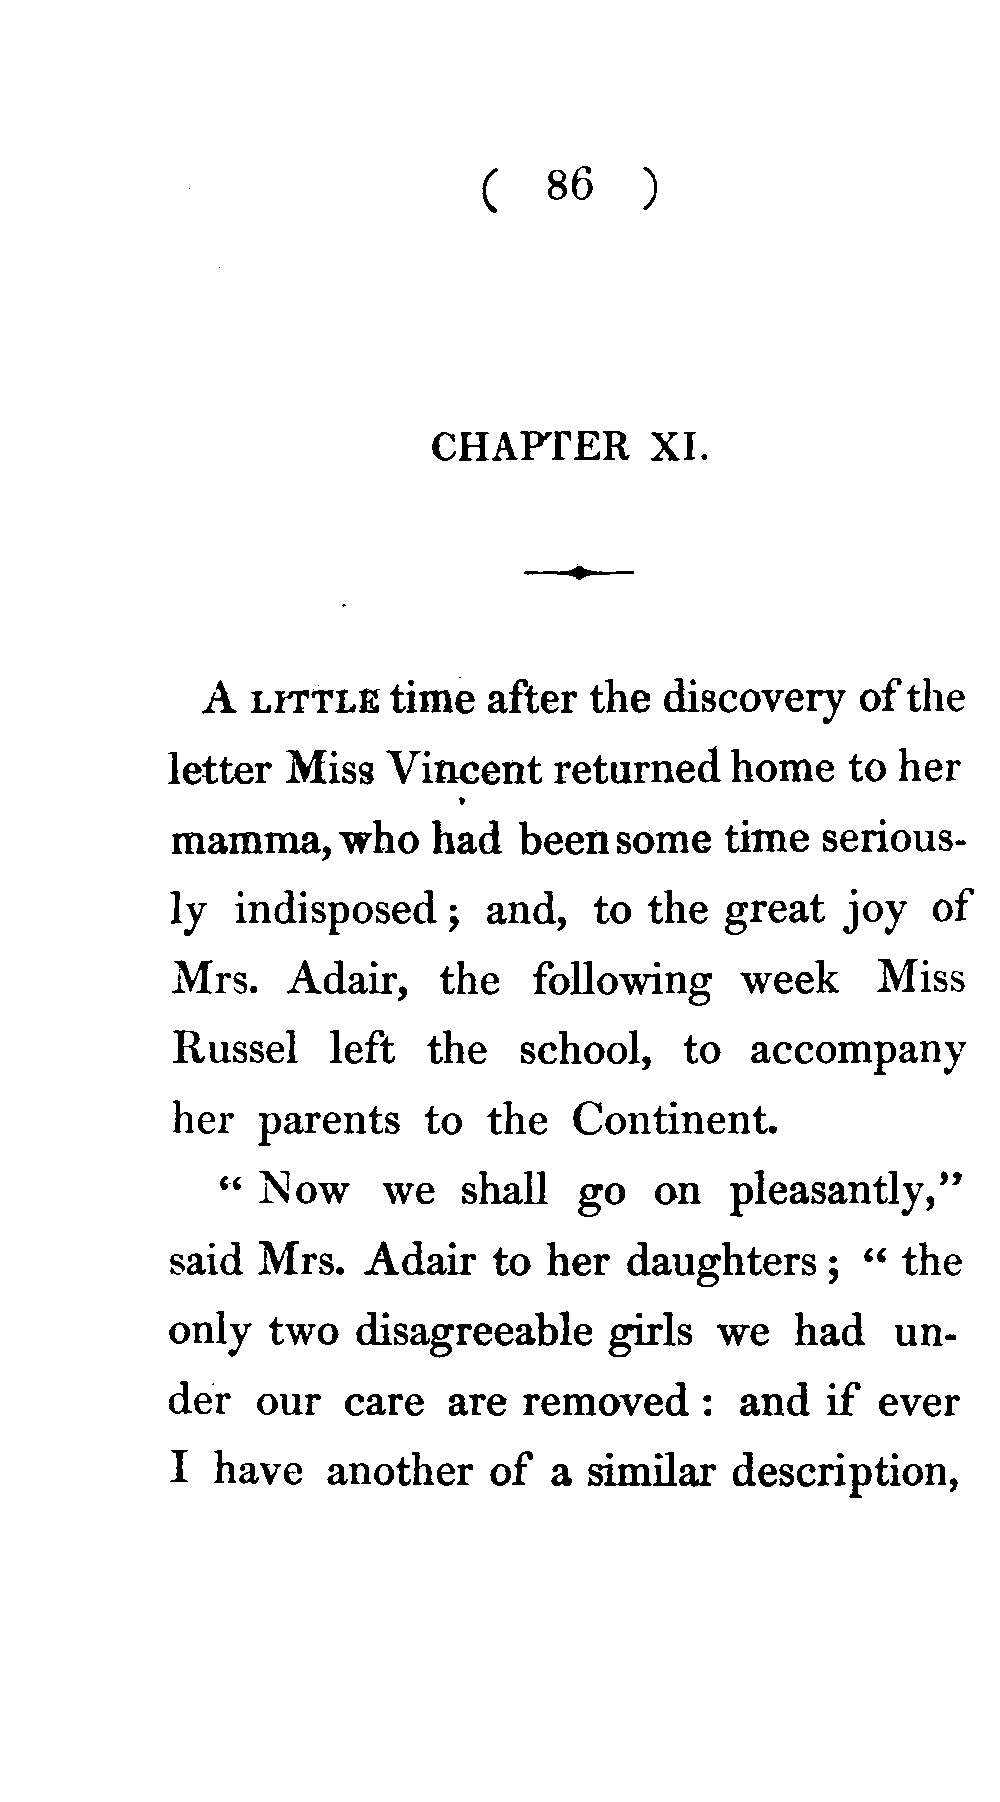 ( 86 )
CHAPTER XI.
A LITTLE time after the discovery of the
letter Miss Vincent returned home to her
mamma, who had been some time serious-
ly indisposed ; and, to the great joy of
Mrs. Adair, the following week Miss
Russel left the school, to accompany
her parents to the Continent.
“ Now we shall go on pleasantly,”
said Mrs. Adair to her daughters ; “ the
only two disagreeable girls we had un-
der our care are removed : and if ever
I have another of a similar description,